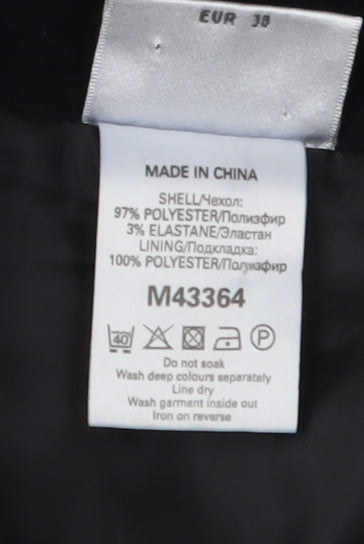 EUR 38
MADE IN CHINA
SHELL/Чехол:
97% POLYESTER/Полиэфир
3% ELASTANE/Эластан
LINING/Подкладка:
100% POLYESTER/Полиэфир
M43364
40 P
Do not soak
Wash deep colours separately
Line dry
Wash garment inside out
Iron on reverse